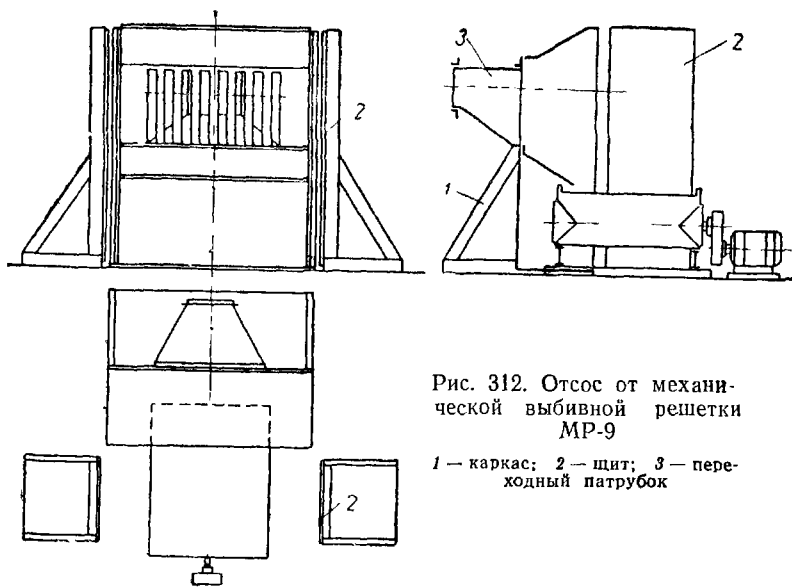 3
2
2
1
2
Рис. 312. Отсос от механи-
ческой выбивной решетки
МР-9
1 — каркас; 2 — щит; 3 — пере-
ходный патрубок